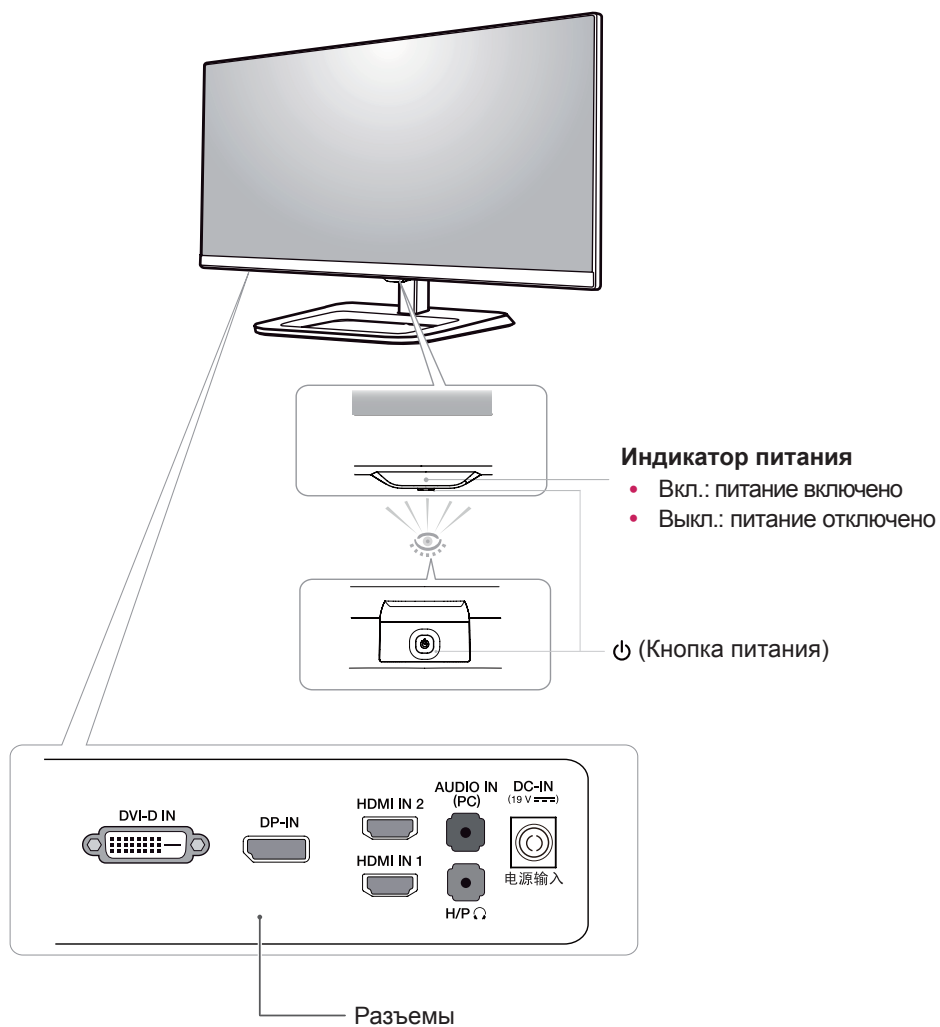 Индикатор питания
• Вкл.: питание включено
• Выкл.: питание отключено
(Кнопка питания)
DVI-D IN
DP-IN
HDMI IN 2
HDMI IN 1
AUDIO IN
(PC)
H/P
DC-IN
(19 V)
电源输入
Разъемы